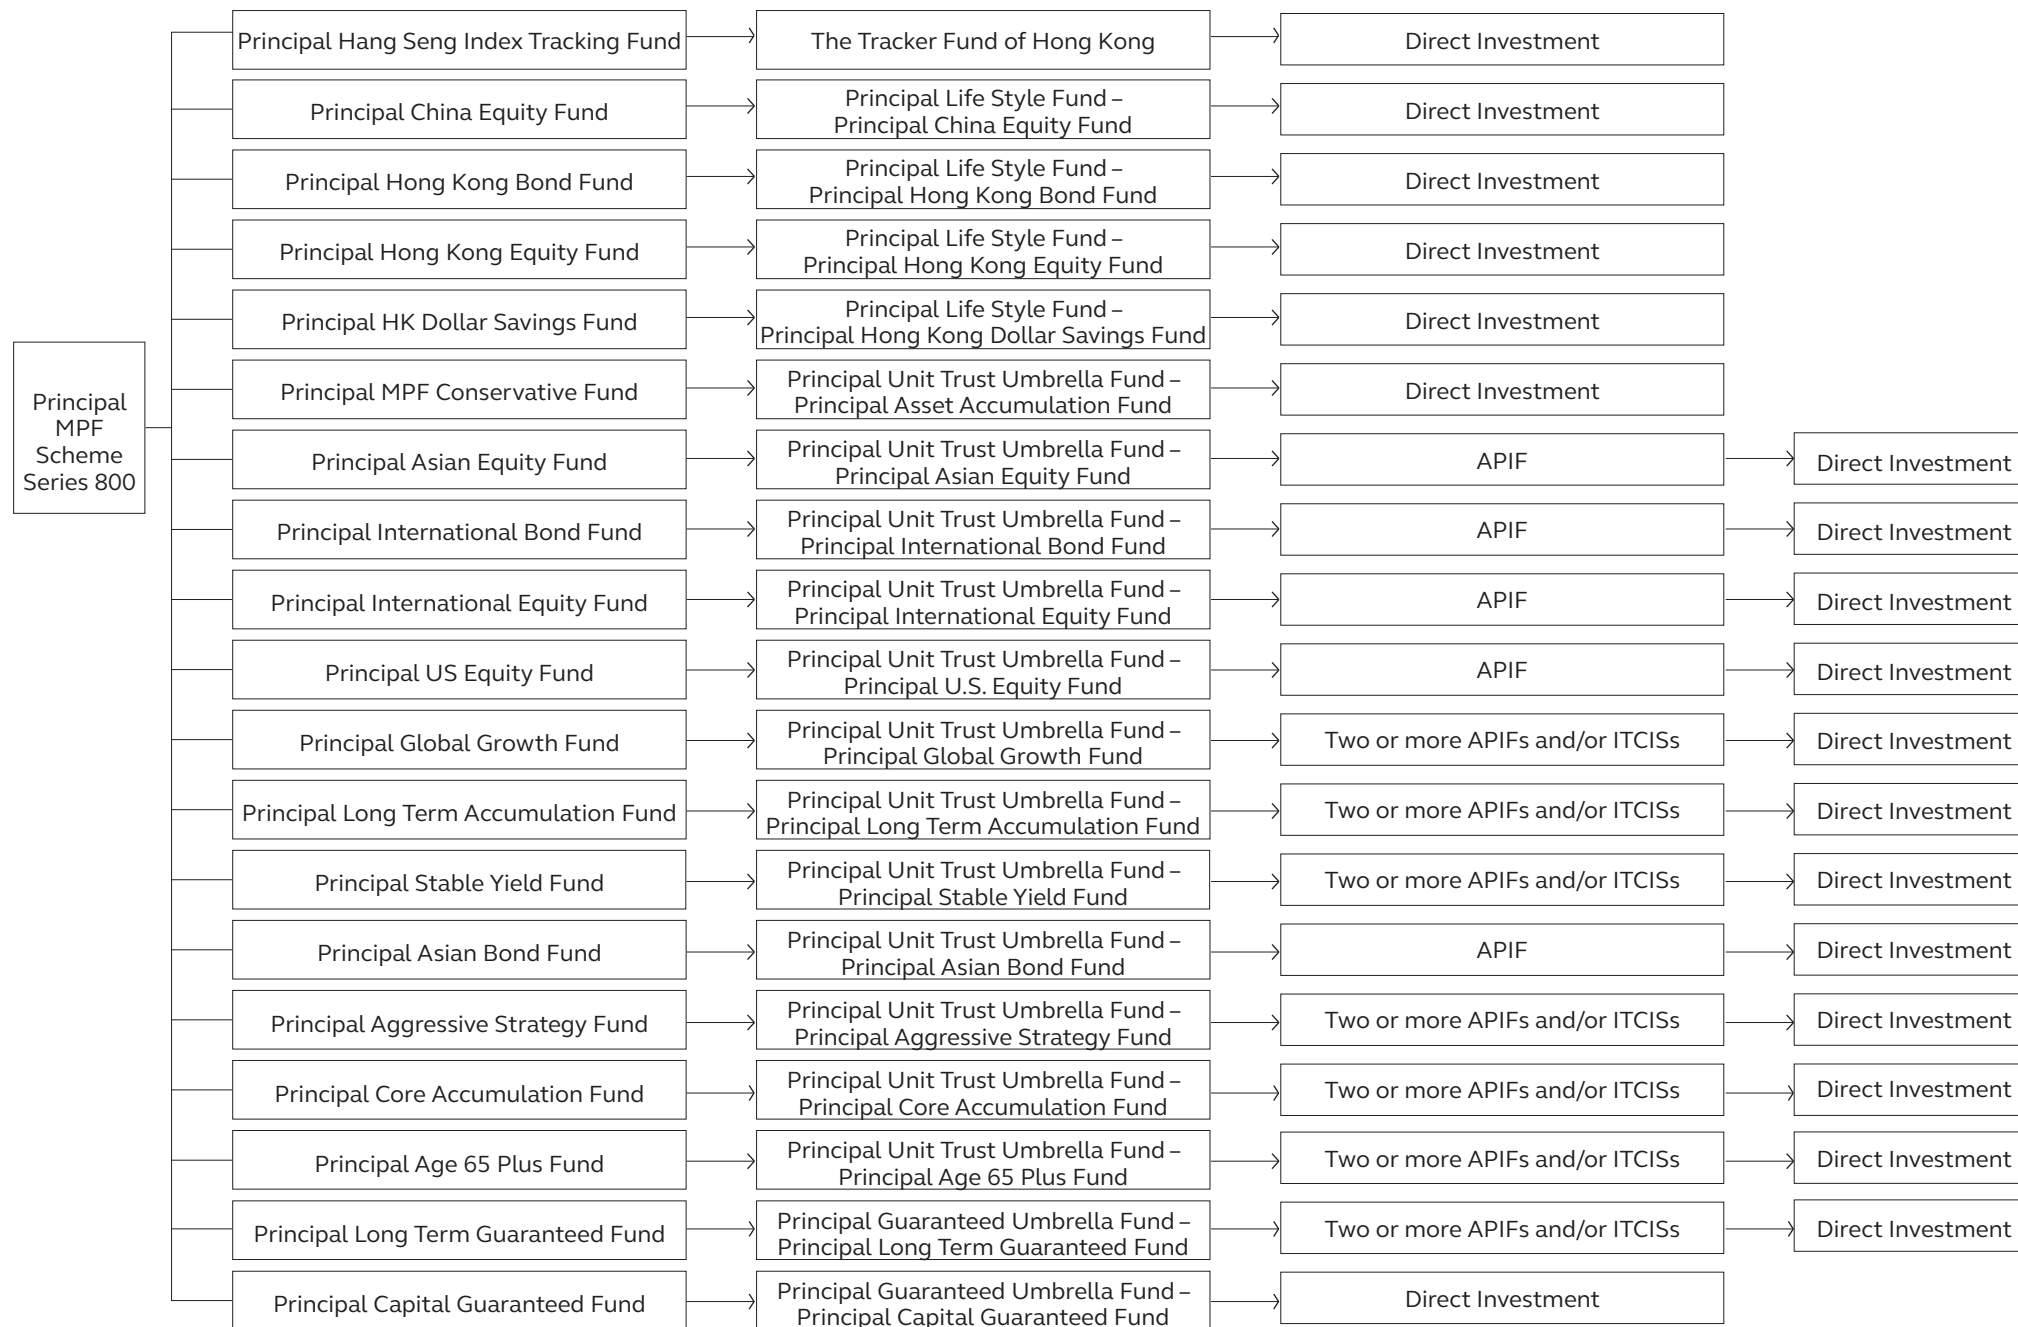 Principal
MPF
Scheme
Series 800
Principal Hang Seng Index Tracking Fund
The Tracker Fund of Hong Kong
Direct Investment
Principal China Equity Fund
Principal Life Style Fund –
Principal China Equity Fund
Direct Investment
Principal Hong Kong Bond Fund
Principal Life Style Fund –
Principal Hong Kong Bond Fund
Direct Investment
Principal Hong Kong Equity Fund
Principal Life Style Fund –
Principal Hong Kong Equity Fund
Direct Investment
Principal HK Dollar Savings Fund
Principal Life Style Fund –
Principal Hong Kong Dollar Savings Fund
Direct Investment
Principal MPF Conservative Fund
Principal Unit Trust Umbrella Fund –
Principal Asset Accumulation Fund
Direct Investment
Principal Asian Equity Fund
Principal Unit Trust Umbrella Fund –
Principal Asian Equity Fund
APIF
Direct Investment
Principal International Bond Fund
Principal Unit Trust Umbrella Fund –
Principal International Bond Fund
APIF
Direct Investment
Principal International Equity Fund
Principal Unit Trust Umbrella Fund –
Principal International Equity Fund
APIF
Direct Investment
Principal US Equity Fund
Principal Unit Trust Umbrella Fund –
Principal U.S. Equity Fund
APIF
Direct Investment
Principal Global Growth Fund
Principal Unit Trust Umbrella Fund –
Principal Global Growth Fund
Two or more APIFs and/or ITCISs
Direct Investment
Principal Long Term Accumulation Fund
Principal Unit Trust Umbrella Fund –
Principal Long Term Accumulation Fund
Two or more APIFs and/or ITCISs
Direct Investment
Principal Stable Yield Fund
Principal Unit Trust Umbrella Fund –
Principal Stable Yield Fund
Two or more APIFs and/or ITCISs
Direct Investment
Principal Asian Bond Fund
Principal Unit Trust Umbrella Fund –
Principal Asian Bond Fund
APIF
Direct Investment
Principal Aggressive Strategy Fund
Principal Unit Trust Umbrella Fund –
Principal Aggressive Strategy Fund
Two or more APIFs and/or ITCISs
Direct Investment
Principal Core Accumulation Fund
Principal Unit Trust Umbrella Fund –
Principal Core Accumulation Fund
Two or more APIFs and/or ITCISs
Direct Investment
Principal Age 65 Plus Fund
Principal Unit Trust Umbrella Fund –
Principal Age 65 Plus Fund
Two or more APIFs and/or ITCISs
Direct Investment
Principal Long Term Guaranteed Fund
Principal Guaranteed Umbrella Fund –
Principal Long Term Guaranteed Fund
Two or more APIFs and/or ITCISs
Direct Investment
Principal Capital Guaranteed Fund
Principal Guaranteed Umbrella Fund –
Principal Capital Guaranteed Fund
Direct Investment